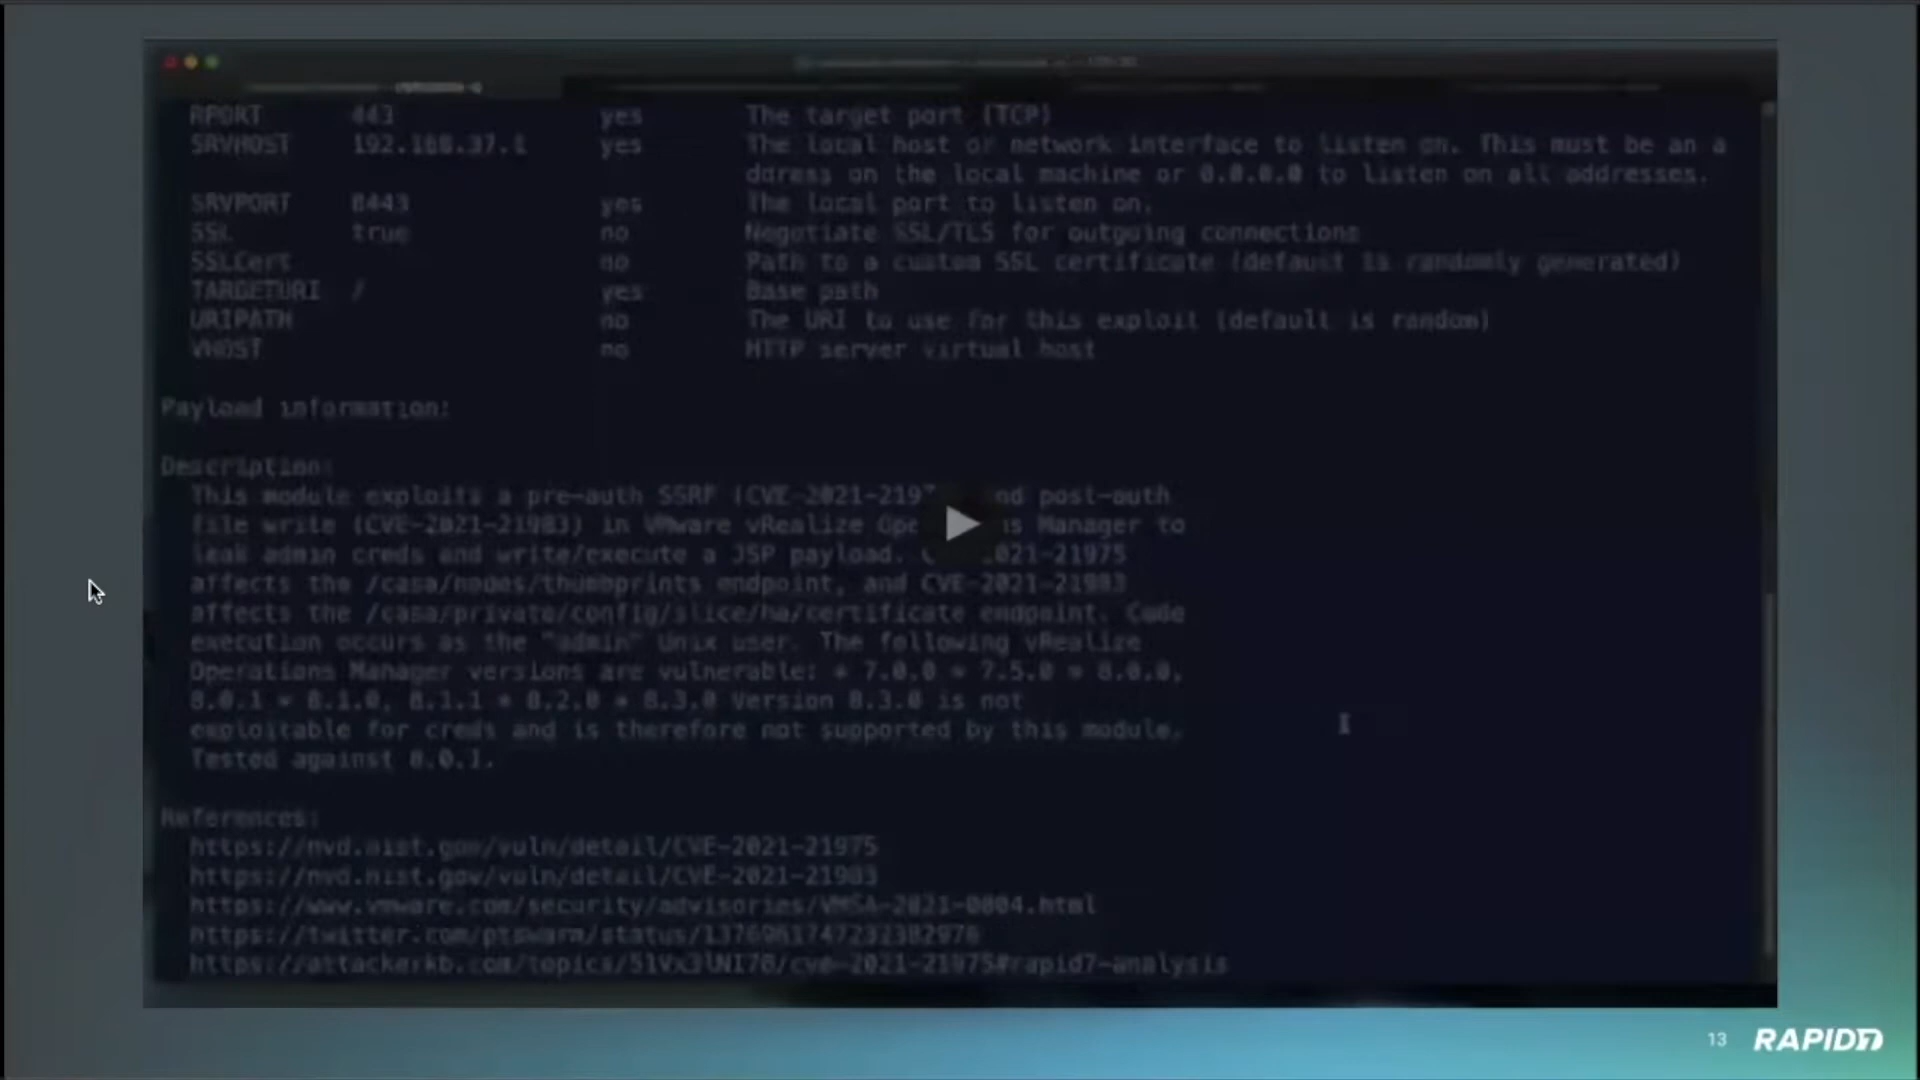 RPORT 443 yes The target port (TCP)
SRVHOST 192.168.37.1 yes The local host or network interface to listen on. This must be an a
ddress on the local machine or 0.0.0.0 to listen on all addresses.
SRVPORT 8443 yes The local port to listen on.
SSL true no Negotiate SSL/TLS for outgoing connections
SSLCert no Path to a custom SSL certificate (default is randomly generated)
TARGETURI / yes Base path
URIPATH no The URI to use for this exploit (default is random)
VHOST no HTTP server virtual host
Payload information:
Description:
This module exploits a pre-auth SSRF (CVE-2021-2197 nd post-auth
file write (CVE-2021-21983) in VMware vRealize Ope s Manager to
leak admin creds and write/execute a JSP payload. C 021-21975
affects the /casa/nodes/thumbprints endpoint, and CVE-2021-21983
affects the /casa/private/config/slice/ha/certificate endpoint. Code
execution occurs as the "admin" Unix user. The following vRealize
Operations Manager versions are vulnerable: * 7.0.0 * 7.5.0 * 8.0.0,
8.0.1 * 8.1.0, 8.1.1 * 8.2.0 * 8.3.0 Version 8.3.0 is not
exploitable for creds and is therefore not supported by this module.
Tested against 8.0.1.
References:
https://nvd.nist.gov/vuln/detail/CVE-2021-21975
https://nvd.nist.gov/vuln/detail/CVE-2021-21983
https://www.vmware.com/security/advisories/VMSA-2021-0004.html
https://twitter.com/ptswarm/status/1376961747232382976
https://attackerkb.com/topics/51Vx3lNI7B/cve-2021-21975#rapid7-analysis
13 RAPID7